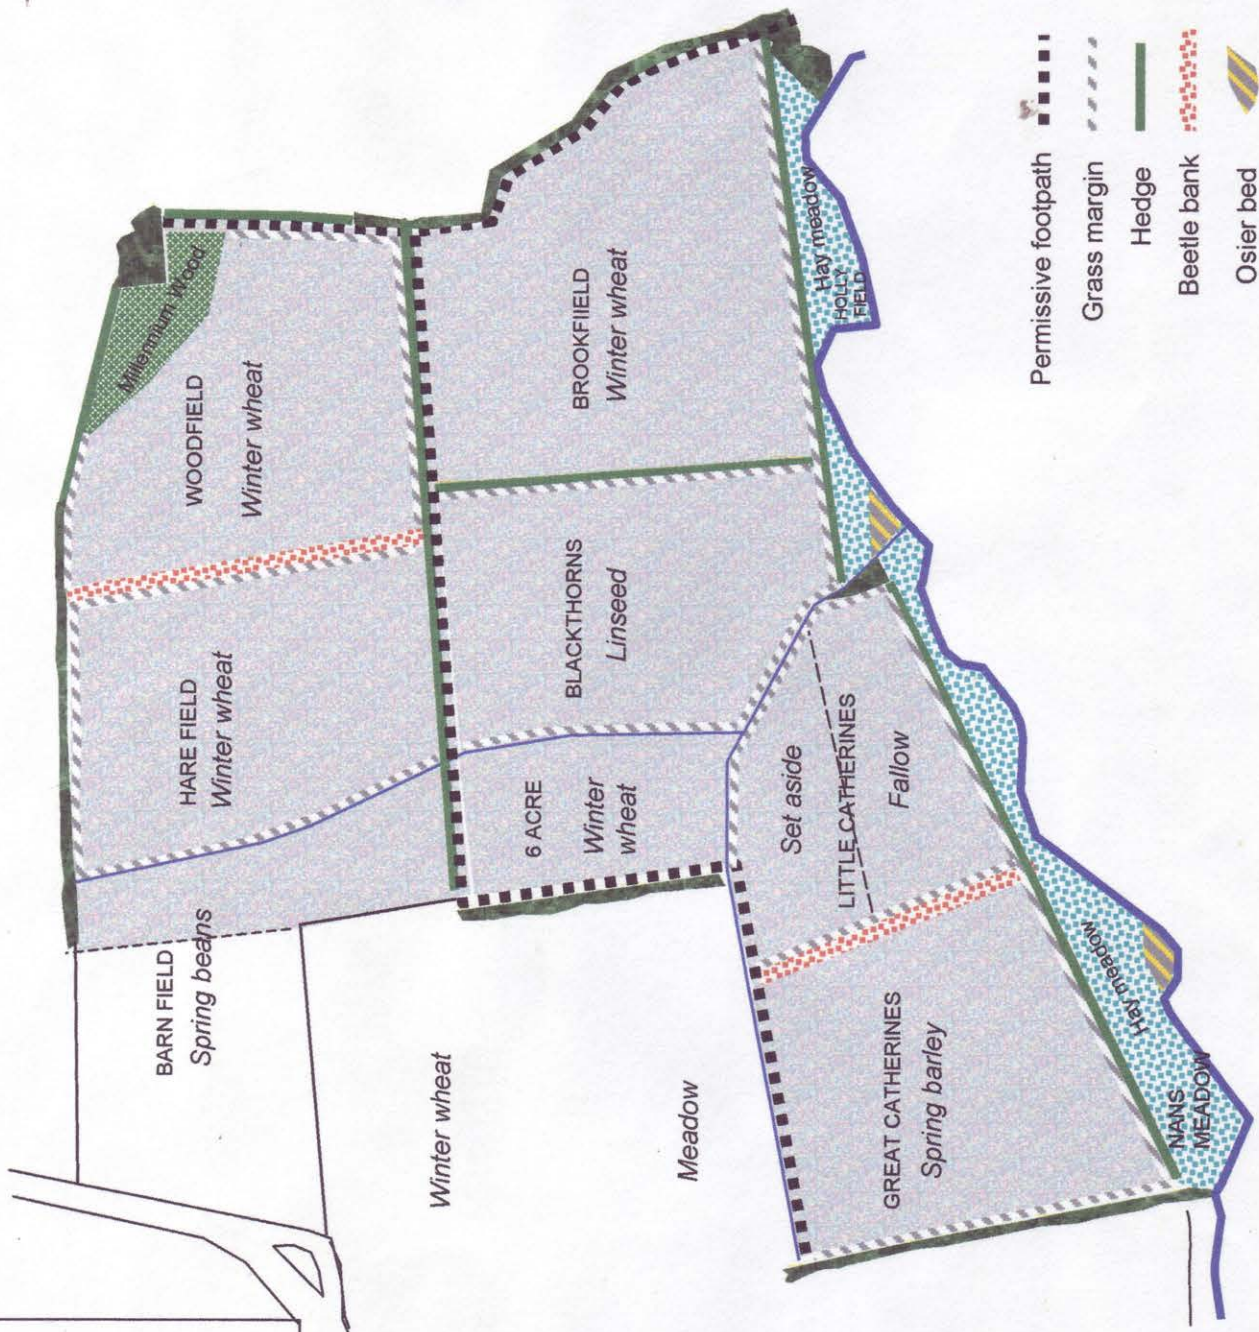 Millennium Wood
WOODFIELD
Winter wheat
HARE FIELD
Winter wheat
BARN FIELD
Spring beans
Winter wheat
BROOKFIIELD
Winter wheat
BLACKTHORNS
Linseed
6 ACRE
Winter
wheat
Meadow
Set aside
LITTLE CATHERINES
Fallow
GREAT CATHERINES
Spring barley
Hay meadow
HOLLY
FIELD
Hay meadow
NANS
MEADOW
Permissive footpath
Grass margin
Hedge
Beetle bank
Osier bed